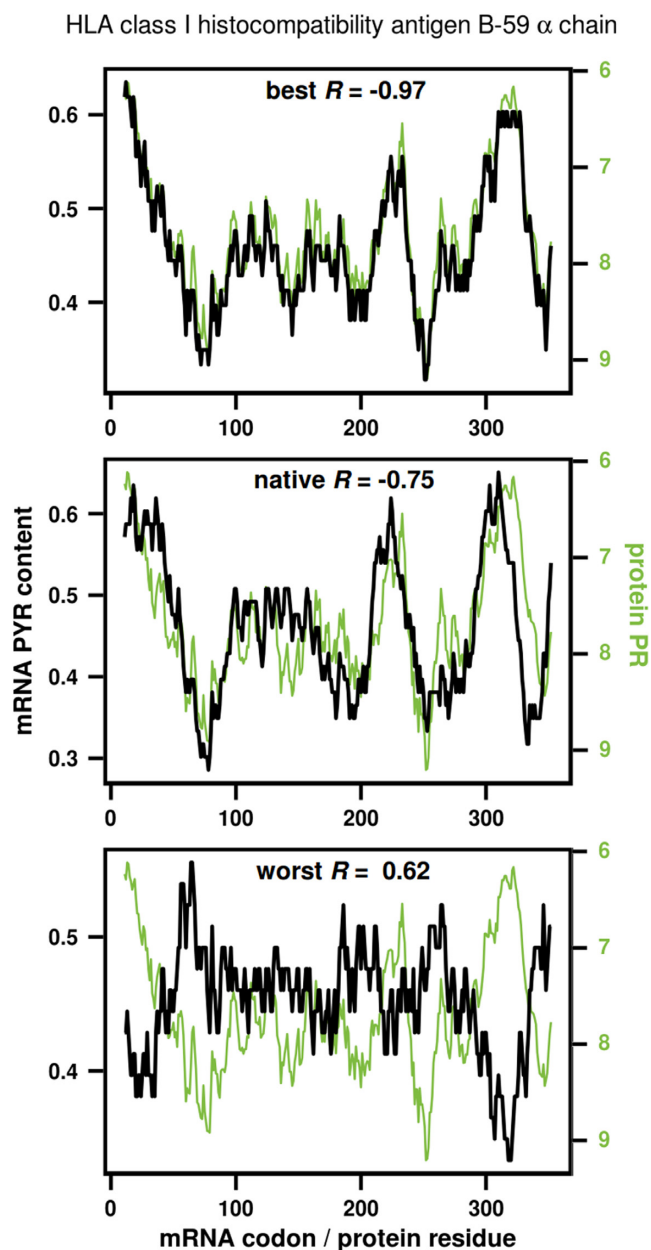 HLA class I histocompatibility antigen B-59 α chain
best R = -0.97
0.6
0.5
0.4
6
7
8
9
0 100 200 300
native R = -0.75
0.6
0.5
0.4
0.3
6
7
8
9
0 100 200 300
mRNA PYR content
protein PR
worst R = 0.62
0.5
0.4
6
7
8
9
0 100 200 300
mRNA codon / protein residue